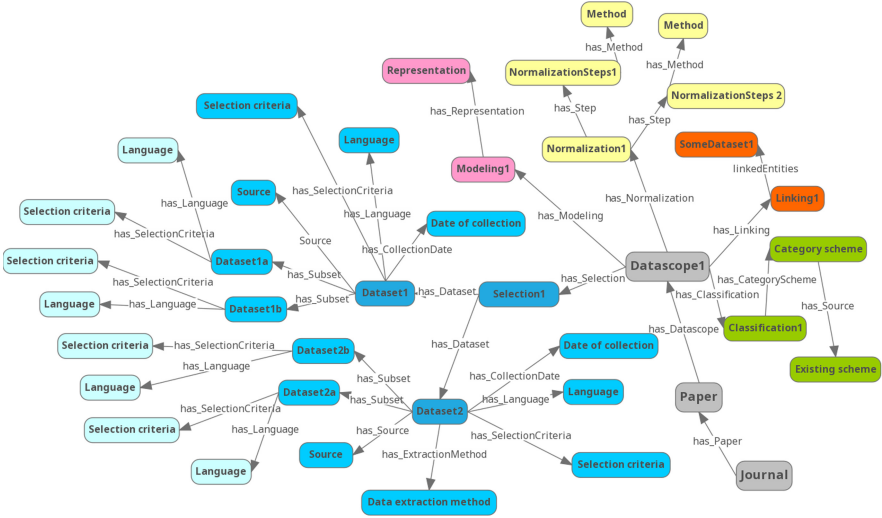 Method
Method
has_Method
has_Method
Representation
NormalizationSteps1
NormalizationSteps 2
Selection criteria
has_Representation
has_Step
has_Step
Language
Language
Normalization1
SomeDataset1
Modeling1
linkedEntities
Source
has_SelectionCriteria
has_Language
has_Normalization
Linking1
Selection criteria
has_Language
has_Modeling
Date of collection
has_SelectionCriteria
Source
has_CollectionDate
has_Linking
Category scheme
Selection criteria
Dataset1a
Datascope1
has_Subset
has_Selection
has_CategoryScheme
has_SelectionCriteria
Dataset1
has_Dataset
Selection1
has_Classification
Language
has_Language
Dataset1b
has_Subset
has_Source
has_Datascope
Classification1
Selection criteria
has_SelectionCriteria
Dataset2b
has_Dataset
Date of collection
has_Language
has_Subset
has_CollectionDate
Existing scheme
Language
Dataset2a
has_Subset
has_Language
Language
Paper
has_SelectionCriteria
Dataset2
Selection criteria
has_Language
has_Source
has_SelectionCriteria
has_Paper
Source
has_ExtractionMethod
Language
Selection criteria
Journal
Data extraction method